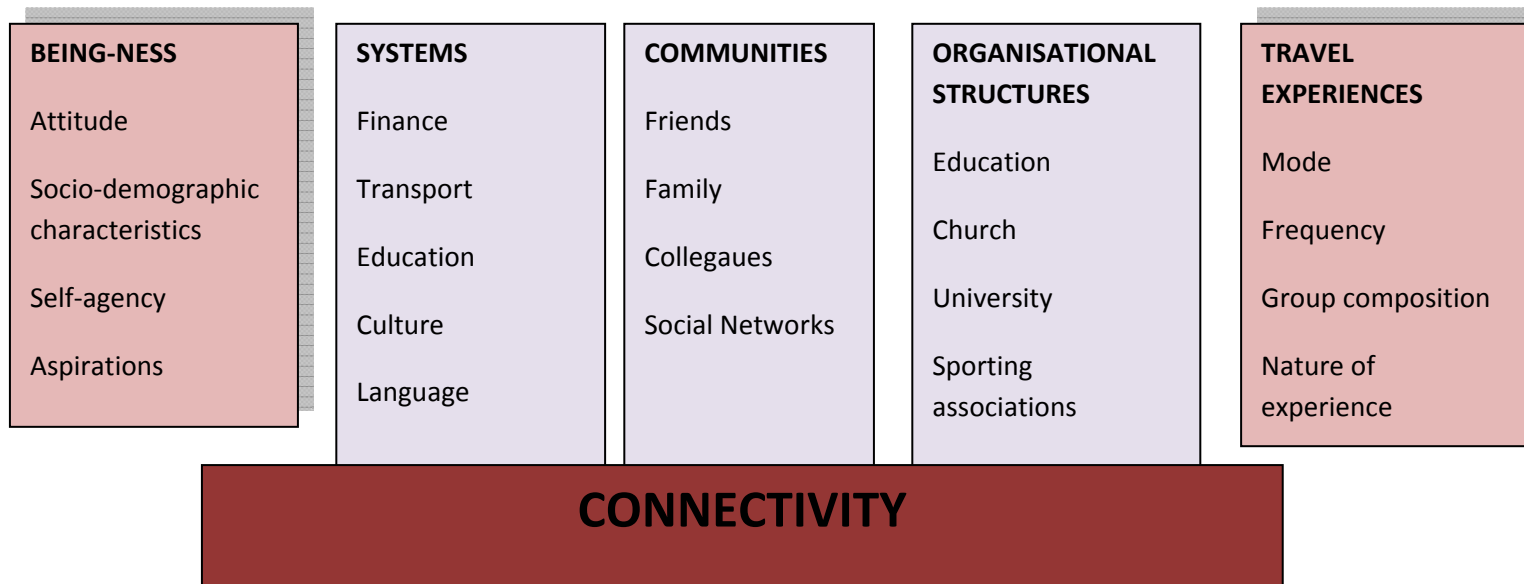 BEING-NESS
Attitude
Socio-demographic
characteristics
Self-agency
Aspirations
SYSTEMS
Finance
Transport
Education
Culture
Language
COMMUNITIES
Friends
Family
Collegaues
Social Networks
ORGANISATIONAL
STRUCTURES
Education
Church
University
Sporting
associations
TRAVEL
EXPERIENCES
Mode
Frequency
Group composition
Nature of
experience
CONNECTIVITY